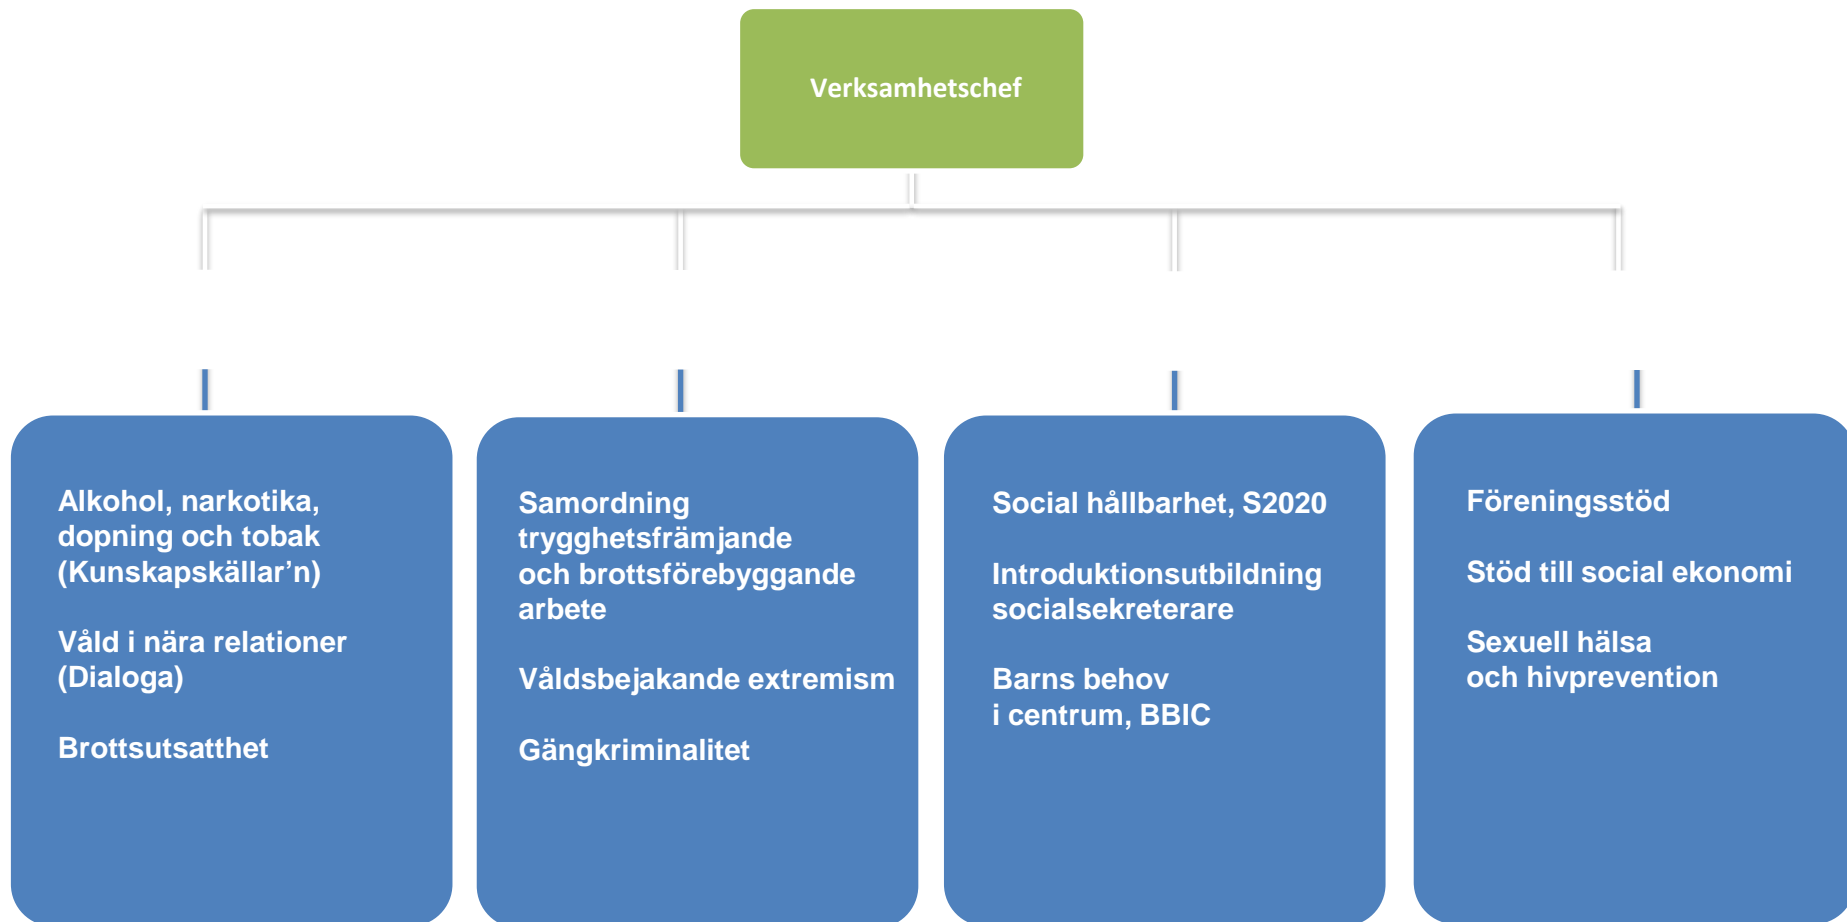 Verksamhetschef
Alkohol, narkotika,
dopning och tobak
(Kunskapskällar’n)
Våld i nära relationer
(Dialoga)
Brottsutsatthet
Samordning
trygghetsfrämjande
och brottsförebyggande
arbete
Våldsbejakande extremism
Gängkriminalitet
Social hållbarhet, S2020
Introduktionsutbildning
socialsekreterare
Barns behov
i centrum, BBIC
Föreningsstöd
Stöd till social ekonomi
Sexuell hälsa
och hivprevention